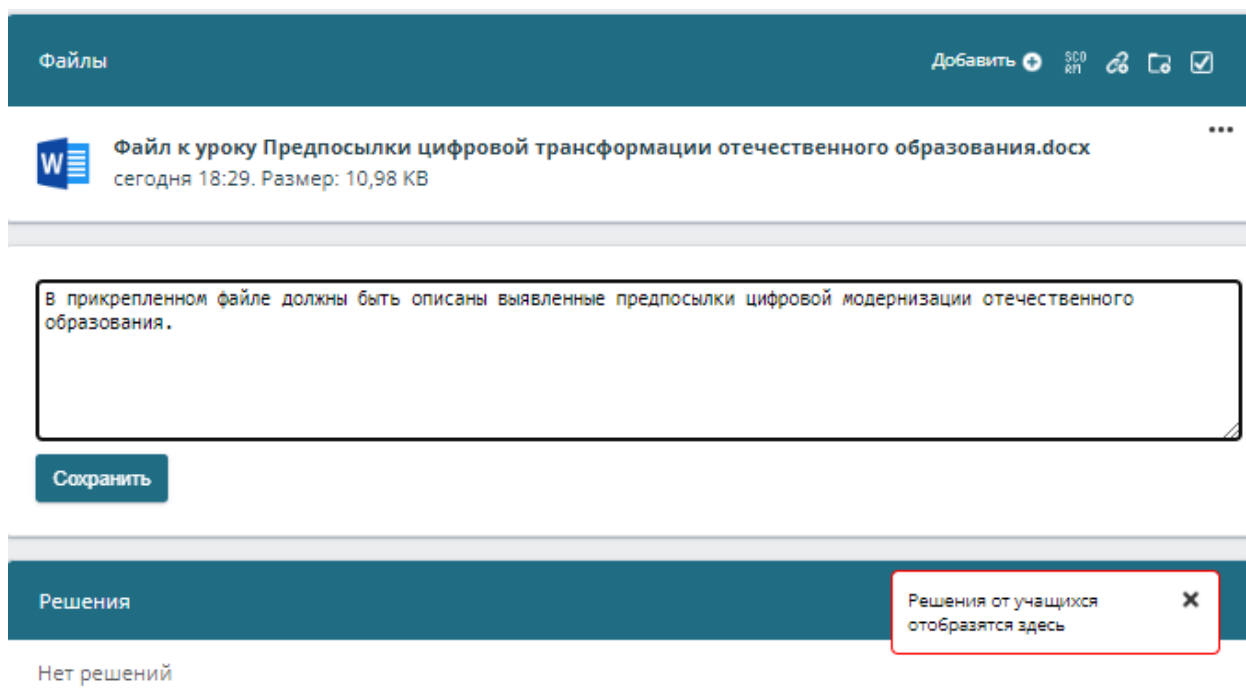 Файлы
Добавить
SCO
RM
Файл к уроку Предпосылки цифровой трансформации отечественного образования.docx
W
сегодня 18:29. Размер: 10,98 KB
В прикрепленном файле должны быть описаны выявленные предпосылки цифровой модернизации отечественного
образования.
Сохранить
Решения
Решения от учащихся
отобразятся здесь
Нет решений